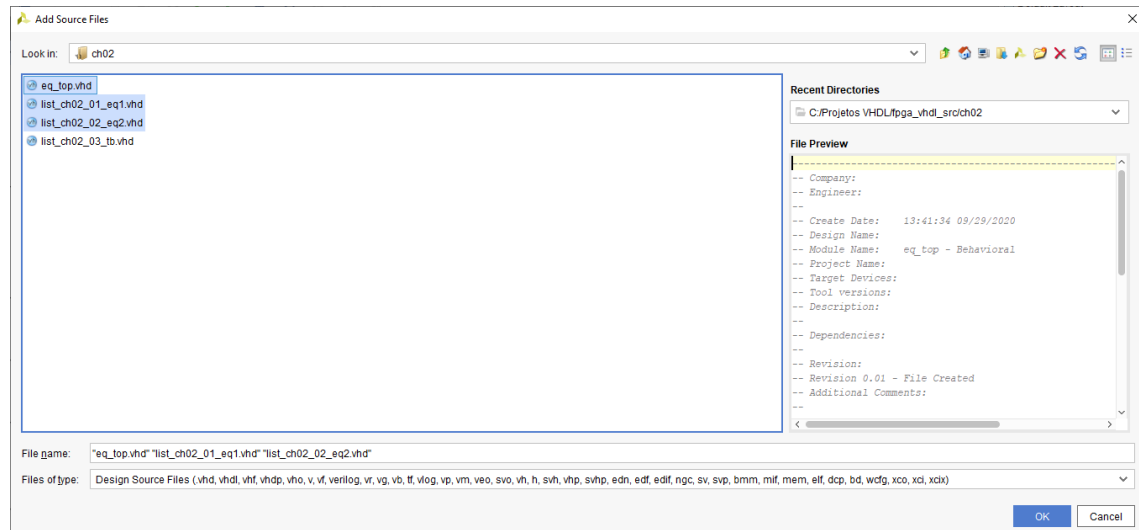 Add Source Files
Look in: ch02
eq_top.vhd
list_ch02_01_eq1.vhd
list_ch02_02_eq2.vhd
list_ch02_03_tb.vhd
Recent Directories
C:/Projetos VHDL/fpga_vhdl_src/ch02
File Preview
----------------------------------------------------------------------
-- Company:
-- Engineer:
--
-- Create Date:    13:41:34 09/29/2020
-- Design Name:
-- Module Name:    eq_top - Behavioral
-- Project Name:
-- Target Devices:
-- Tool versions:
-- Description:
--
-- Dependencies:
--
-- Revision:
-- Revision 0.01 - File Created
-- Additional Comments:
--
File name: "eq_top.vhd" "list_ch02_01_eq1.vhd" "list_ch02_02_eq2.vhd"
Files of type: Design Source Files (.vhd, vhdl, vhf, vhdp, vho, v, vf, verilog, vr, vg, vb, tf, vlog, vp, vm, veo, svo, vh, h, svh, vhp, svhp, edn, edf, edif, ngc, sv, svp, bmm, mif, mem, elf, dcp, bd, wcfg, xco, xci, xcix)
OK Cancel